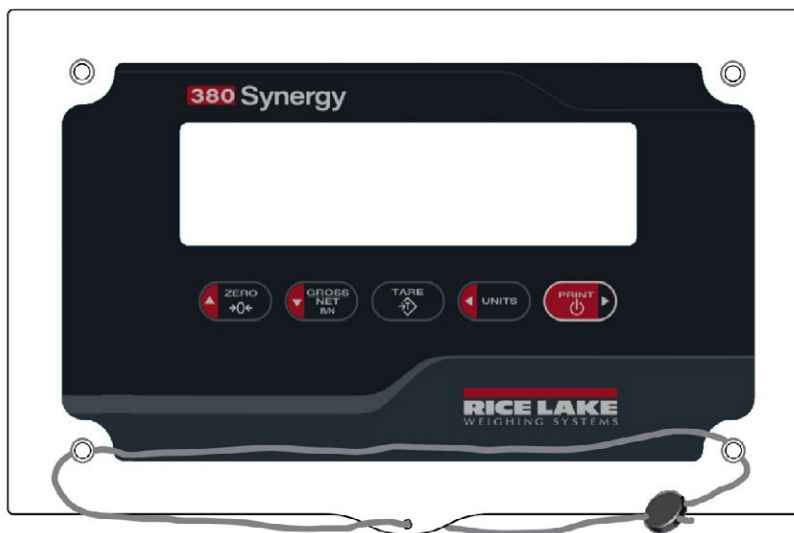 380 Synergy
ZERO
→0←
GROSS
NET
B/N
TARE
→T←
UNITS
PRINT
RICE LAKE
WEIGHING SYSTEMS